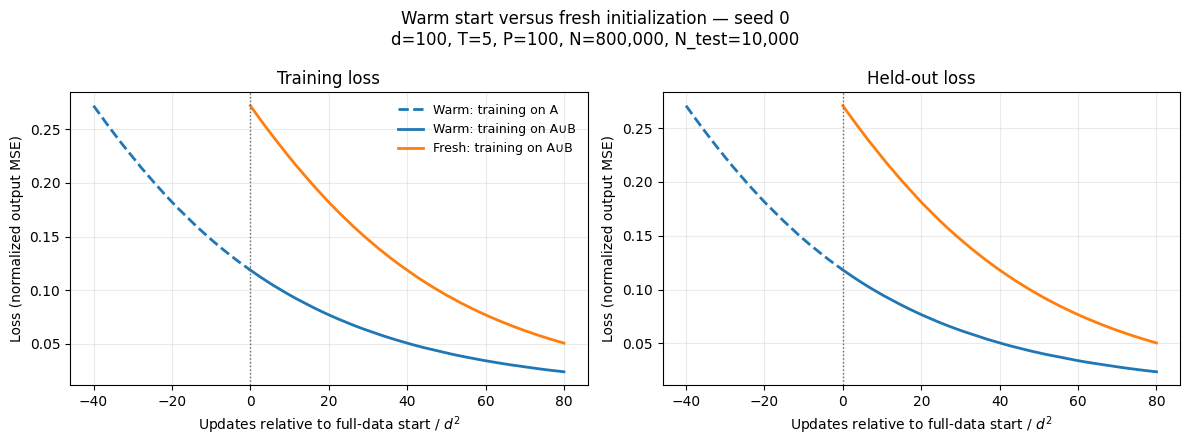 Warm start versus fresh initialization — seed 0
d=100, T=5, P=100, N=800,000, N_test=10,000
Training loss
Loss (normalized output MSE)
0.25
0.20
0.15
0.10
0.05
Warm: training on A
Warm: training on A∪B
Fresh: training on A∪B
−40
−20
0
20
40
60
80
Updates relative to full-data start / d²
Held-out loss
Loss (normalized output MSE)
0.25
0.20
0.15
0.10
0.05
−40
−20
0
20
40
60
80
Updates relative to full-data start / d²